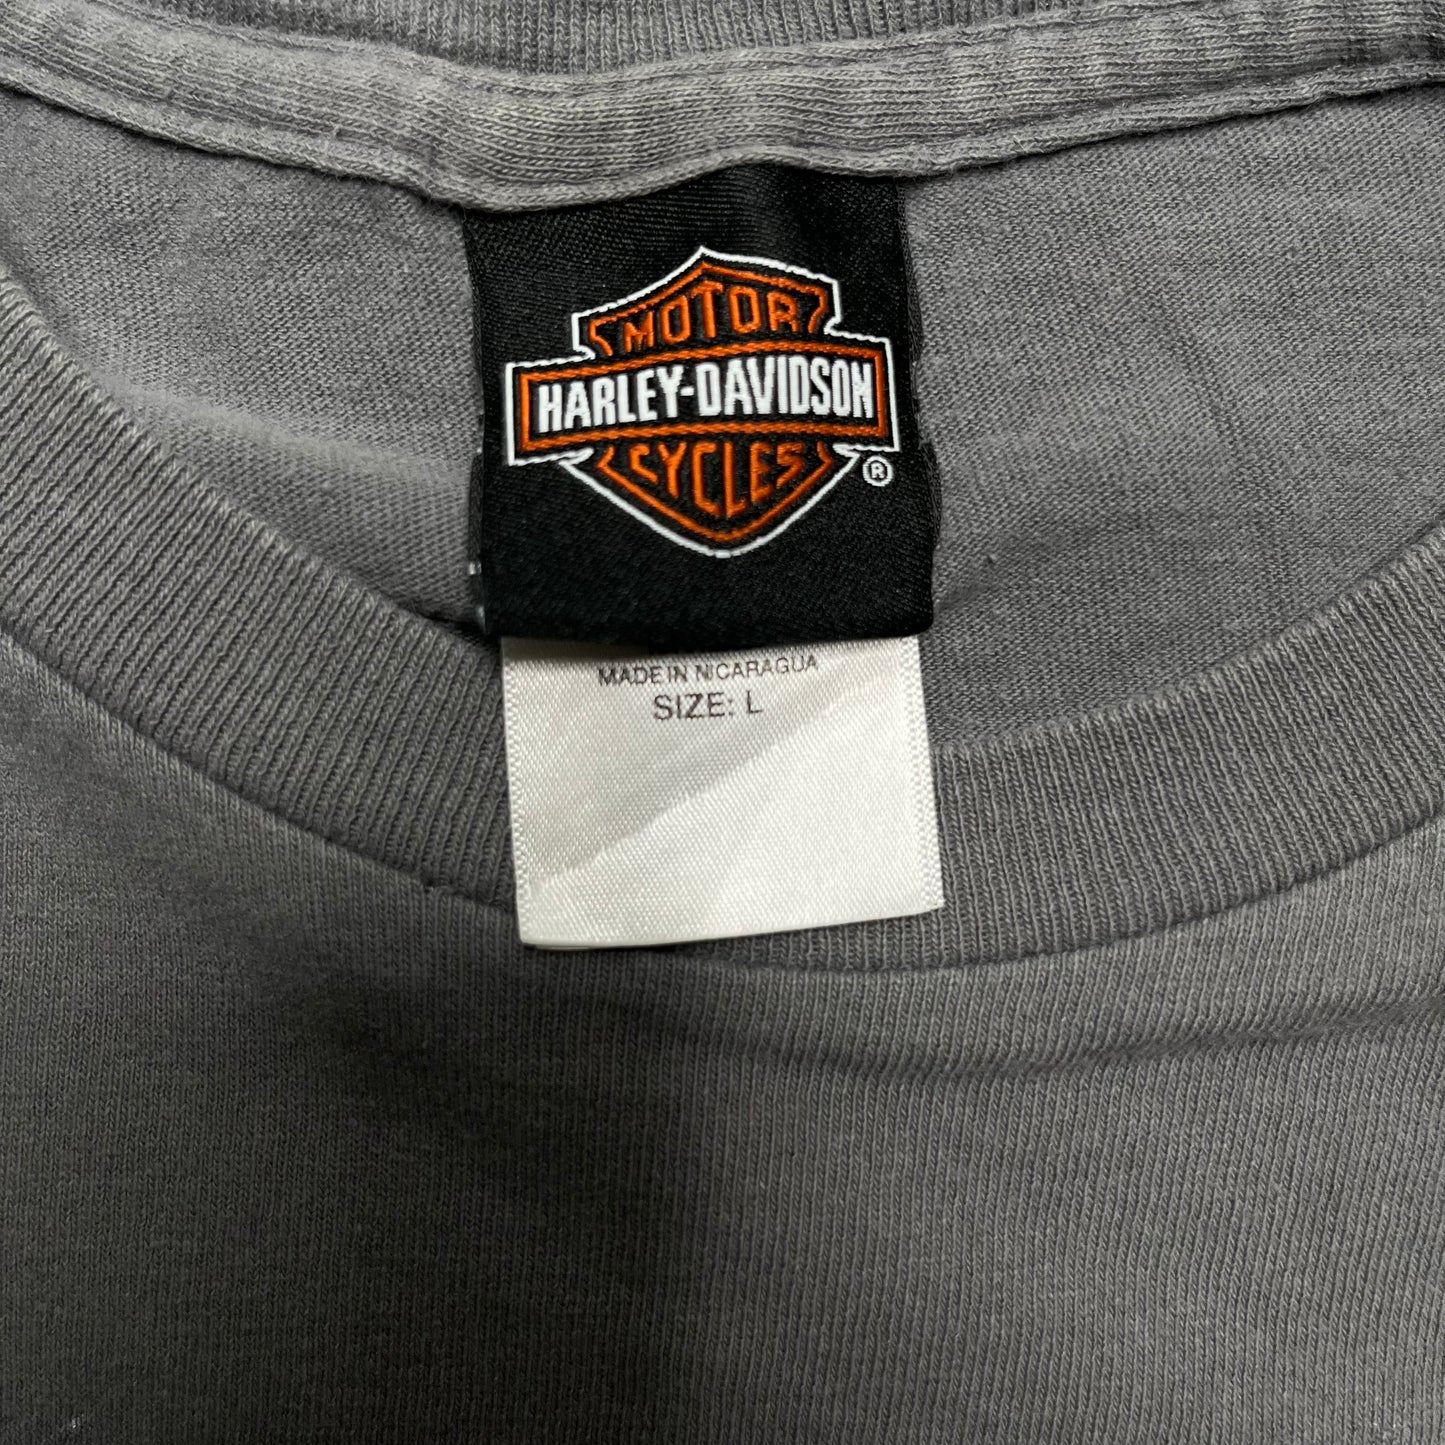 MOTOR
HARLEY-DAVIDSON
CYCLES
®
MADE IN NICARAGUA
SIZE: L